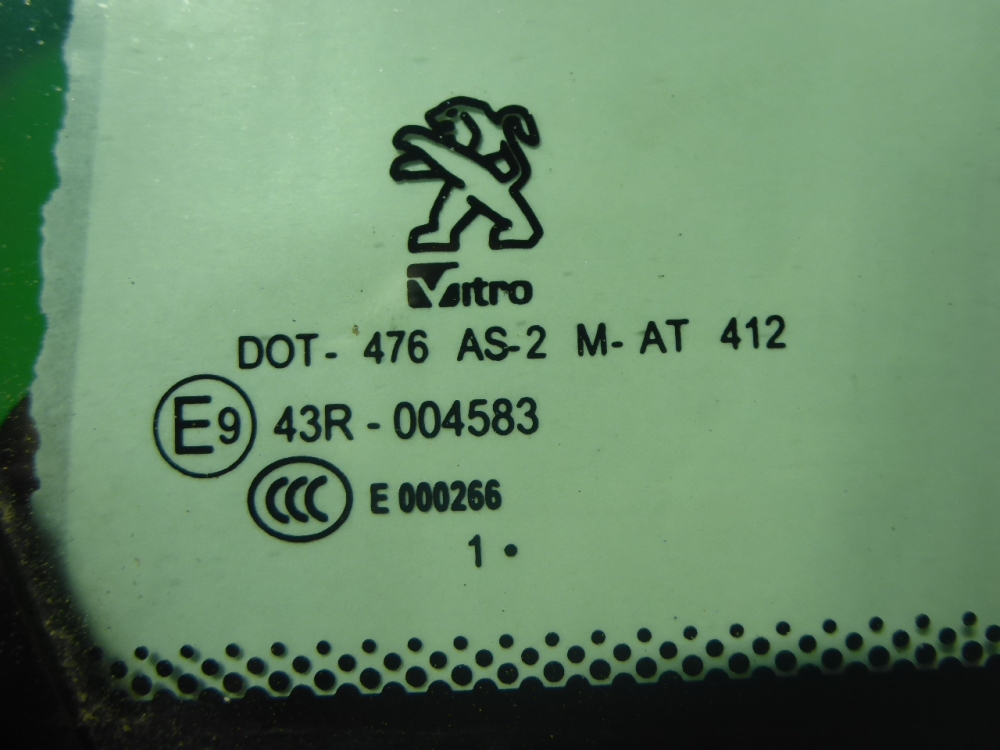 Vitro
DOT- 476 AS-2 M- AT 412
E9 43R - 004583
CCC E 000266
1 •